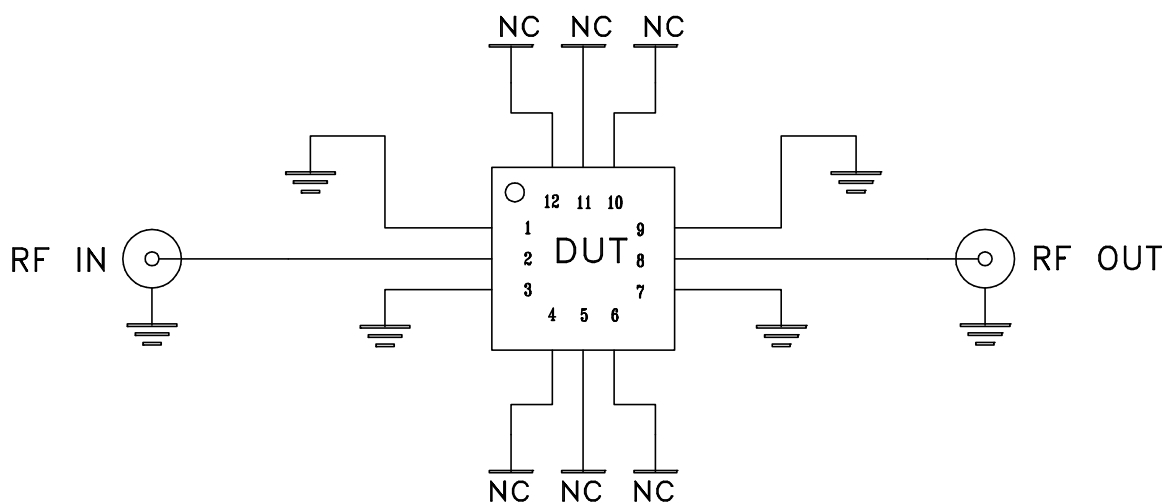 NC NC NC
12 11 10
1 9
DUT
RF IN 2 8 RF OUT
3 7
4 5 6
NC NC NC